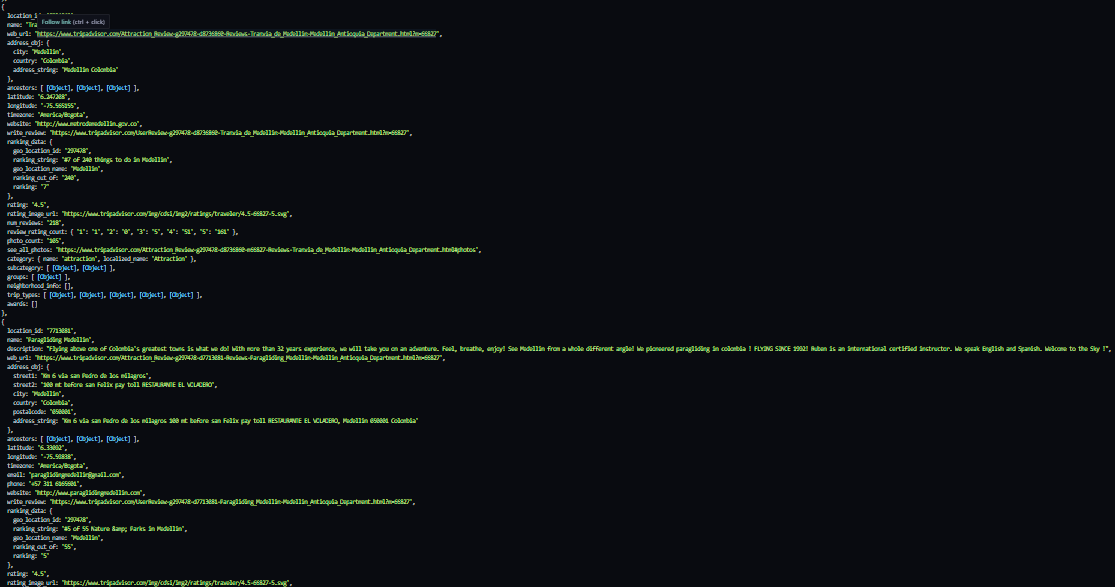 {
location_i
Follow link (ctrl + click)
name: "Tra
web_url: "https://www.tripadvisor.com/Attraction_Review-g297478-d8736860-Reviews-Tranvia_de_Medellin-Medellin_Antioquia_Department.html?m=66827",
address_obj: {
city: "Medellin",
country: "Colombia",
address_string: "Medellin Colombia"
},
ancestors: [ [Object], [Object], [Object] ],
latitude: "6.247208",
longitude: "-75.565155",
timezone: "America/Bogota",
website: "http://www.metrodemedellin.gov.co",
write_review: "https://www.tripadvisor.com/UserReview-g297478-d8736860-Tranvia_de_Medellin-Medellin_Antioquia_Department.html?m=66827",
ranking_data: {
geo_location_id: "297478",
ranking_string: "#7 of 240 things to do in Medellin",
geo_location_name: "Medellin",
ranking_out_of: "240",
ranking: "7"
},
rating: "4.5",
rating_image_url: "https://www.tripadvisor.com/img/cdsi/img2/ratings/traveler/4.5-66827-5.svg",
num_reviews: "218",
review_rating_count: { "1": "1", "2": "0", "3": "5", "4": "51", "5": "161" },
photo_count: "185",
see_all_photos: "https://www.tripadvisor.com/Attraction_Review-g297478-d8736860-m66827-Reviews-Tranvia_de_Medellin-Medellin_Antioquia_Department.html#photos",
category: { name: "attraction", localized_name: "Attraction" },
subcategory: [ [Object], [Object] ],
groups: [ [Object] ],
neighborhood_info: [],
trip_types: [ [Object], [Object], [Object], [Object], [Object] ],
awards: []
},
{
location_id: "7713081",
name: "Paragliding Medellin",
description: "Flying above one of Colombia's greatest towns is what we do! With more than 32 years experience, we will take you on an adventure. Feel, breathe, enjoy! See Medellin from a whole different angle! We pioneered paragliding in colombia ! FLYING SINCE 1992! Ruben is an international certified instructor. We speak English and Spanish. Welcome to the Sky !",
web_url: "https://www.tripadvisor.com/Attraction_Review-g297478-d7713081-Reviews-Paragliding_Medellin-Medellin_Antioquia_Department.html?m=66827",
address_obj: {
street1: "Km 6 via san Pedro de los milagros",
street2: "100 mt before san Felix pay toll RESTAURANTE EL VOLADERO",
city: "Medellin",
country: "Colombia",
postalcode: "050001",
address_string: "Km 6 via san Pedro de los milagros 100 mt before san Felix pay toll RESTAURANTE EL VOLADERO, Medellin 050001 Colombia"
},
ancestors: [ [Object], [Object], [Object] ],
latitude: "6.33092",
longitude: "-75.59838",
timezone: "America/Bogota",
email: "paraglidingmedellin@gmail.com",
phone: "+57 311 6165601",
website: "http://www.paraglidingmedellin.com",
write_review: "https://www.tripadvisor.com/UserReview-g297478-d7713081-Paragliding_Medellin-Medellin_Antioquia_Department.html?m=66827",
ranking_data: {
geo_location_id: "297478",
ranking_string: "#5 of 55 Nature &amp; Parks in Medellin",
geo_location_name: "Medellin",
ranking_out_of: "55",
ranking: "5"
},
rating: "4.5",
rating_image_url: "https://www.tripadvisor.com/img/cdsi/img2/ratings/traveler/4.5-66827-5.svg",